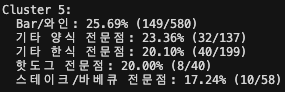 Cluster 5:
Bar/와인: 25.69% (149/580)
기타 양식 전문점: 23.36% (32/137)
기타 한식 전문점: 20.10% (40/199)
핫도그 전문점: 20.00% (8/40)
스테이크/바베큐 전문점: 17.24% (10/58)